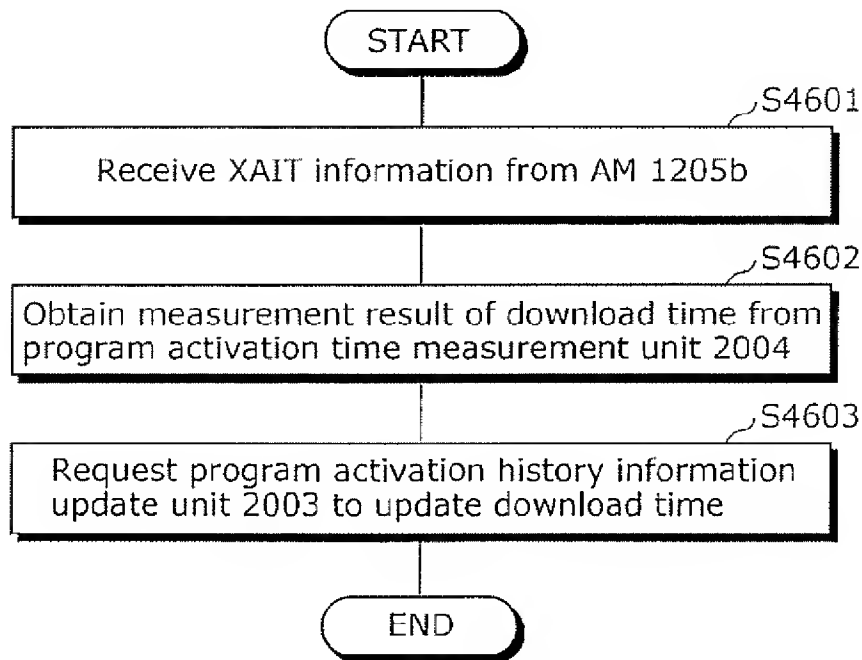 START
S4601
Receive XAIT information from AM 1205b
S4602
Obtain measurement result of download time from
program activation time measurement unit 2004
S4603
Request program activation history information
update unit 2003 to update download time
END